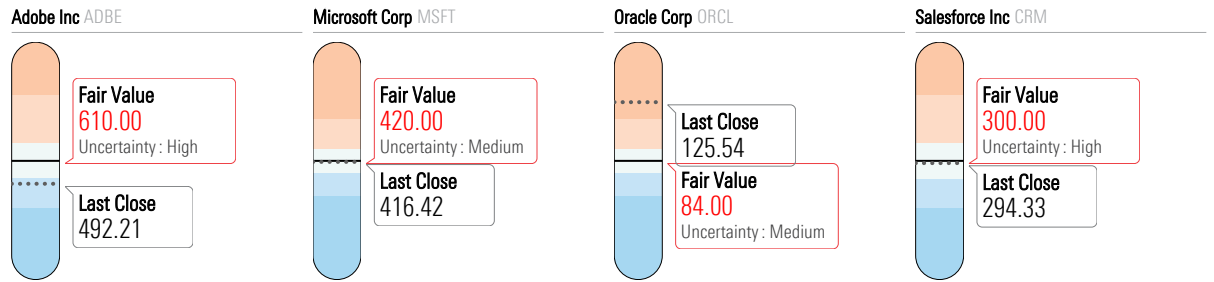 Adobe Inc ADBE
Fair Value
610.00
Uncertainty : High
Last Close
492.21
Microsoft Corp MSFT
Fair Value
420.00
Uncertainty : Medium
Last Close
416.42
Oracle Corp ORCL
Last Close
125.54
Fair Value
84.00
Uncertainty : Medium
Salesforce Inc CRM
Fair Value
300.00
Uncertainty : High
Last Close
294.33